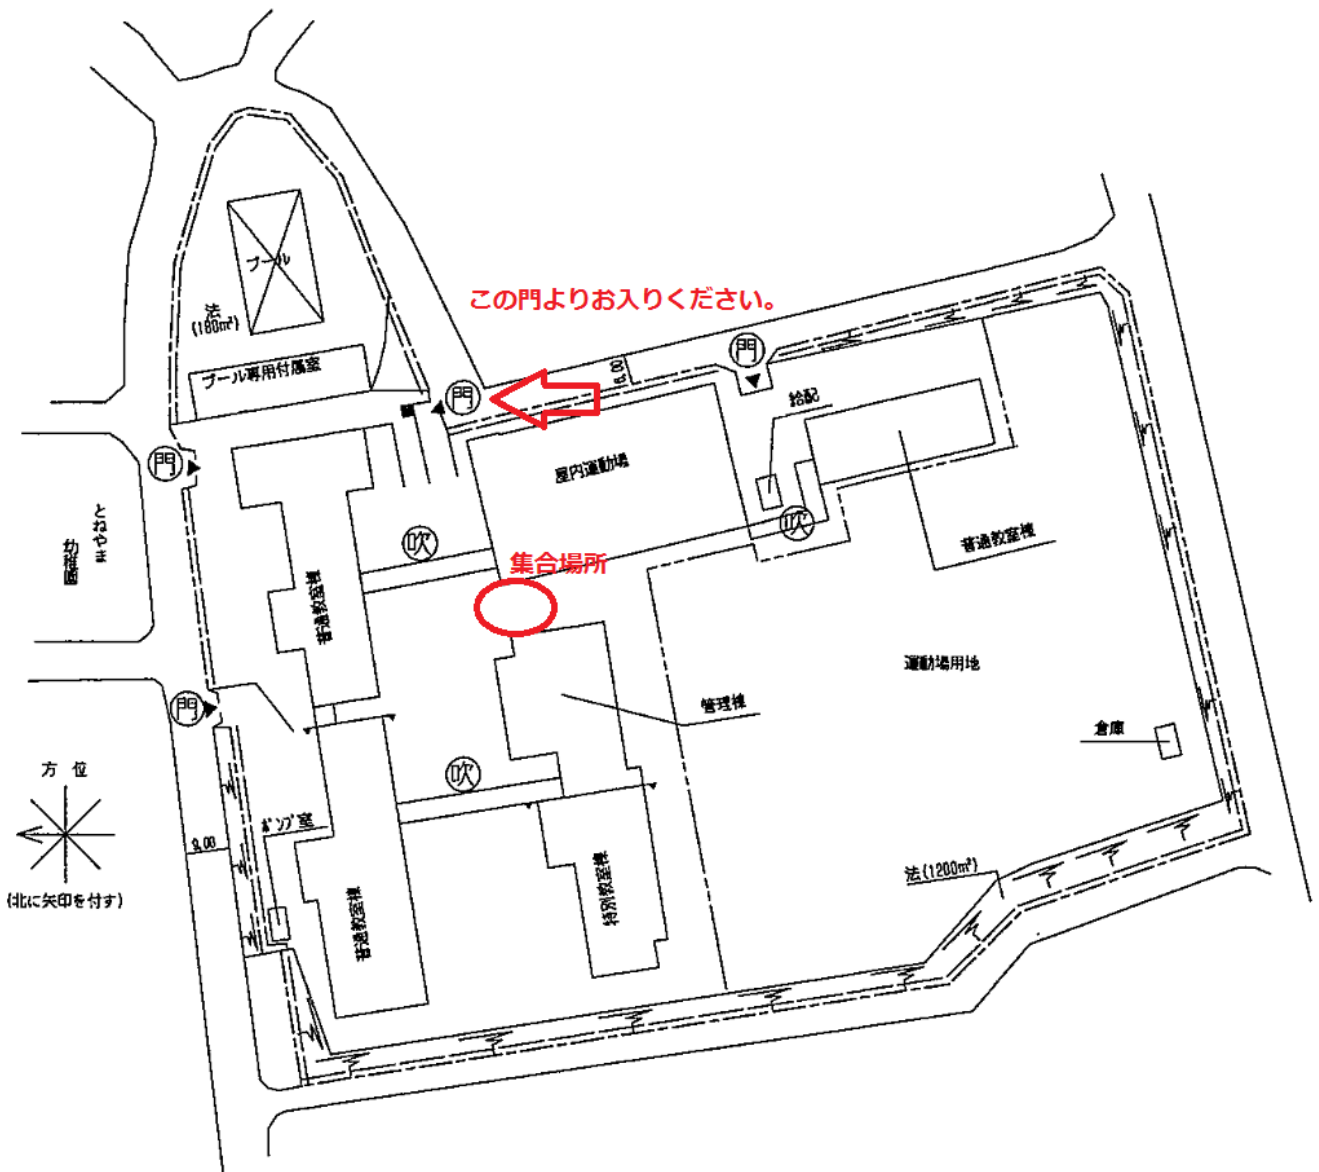 プール
法
(180㎡)
この門よりお入りください。
プール専用付属室
門
門
6.00
給配
門
屋内運動場
吹
吹
普通教室棟
とねやま
幼稚園
集合場所
普通教室棟
運動場用地
管理棟
門
倉庫
方 位
吹
ポンプ室
9.00
(北に矢印を付す)
法(1200㎡)
特別教室棟
普通教室棟